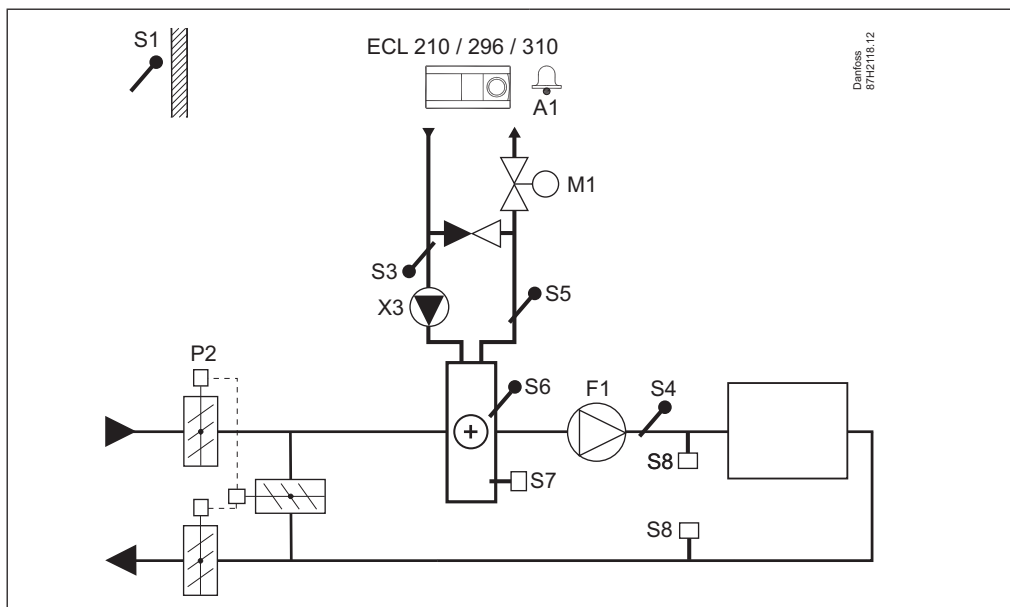 S1
ECL 210 / 296 / 310
A1
Danfoss
87H2118.12
M1
S3
S5
X3
P2
S6
F1
S4
S8
S7
S8